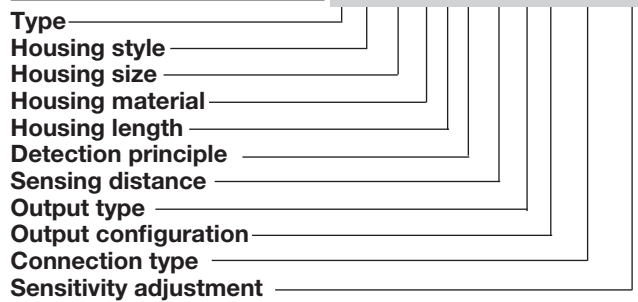 Type
Housing style
Housing size
Housing material
Housing length
Detection principle
Sensing distance
Output type
Output configuration
Connection type
Sensitivity adjustment